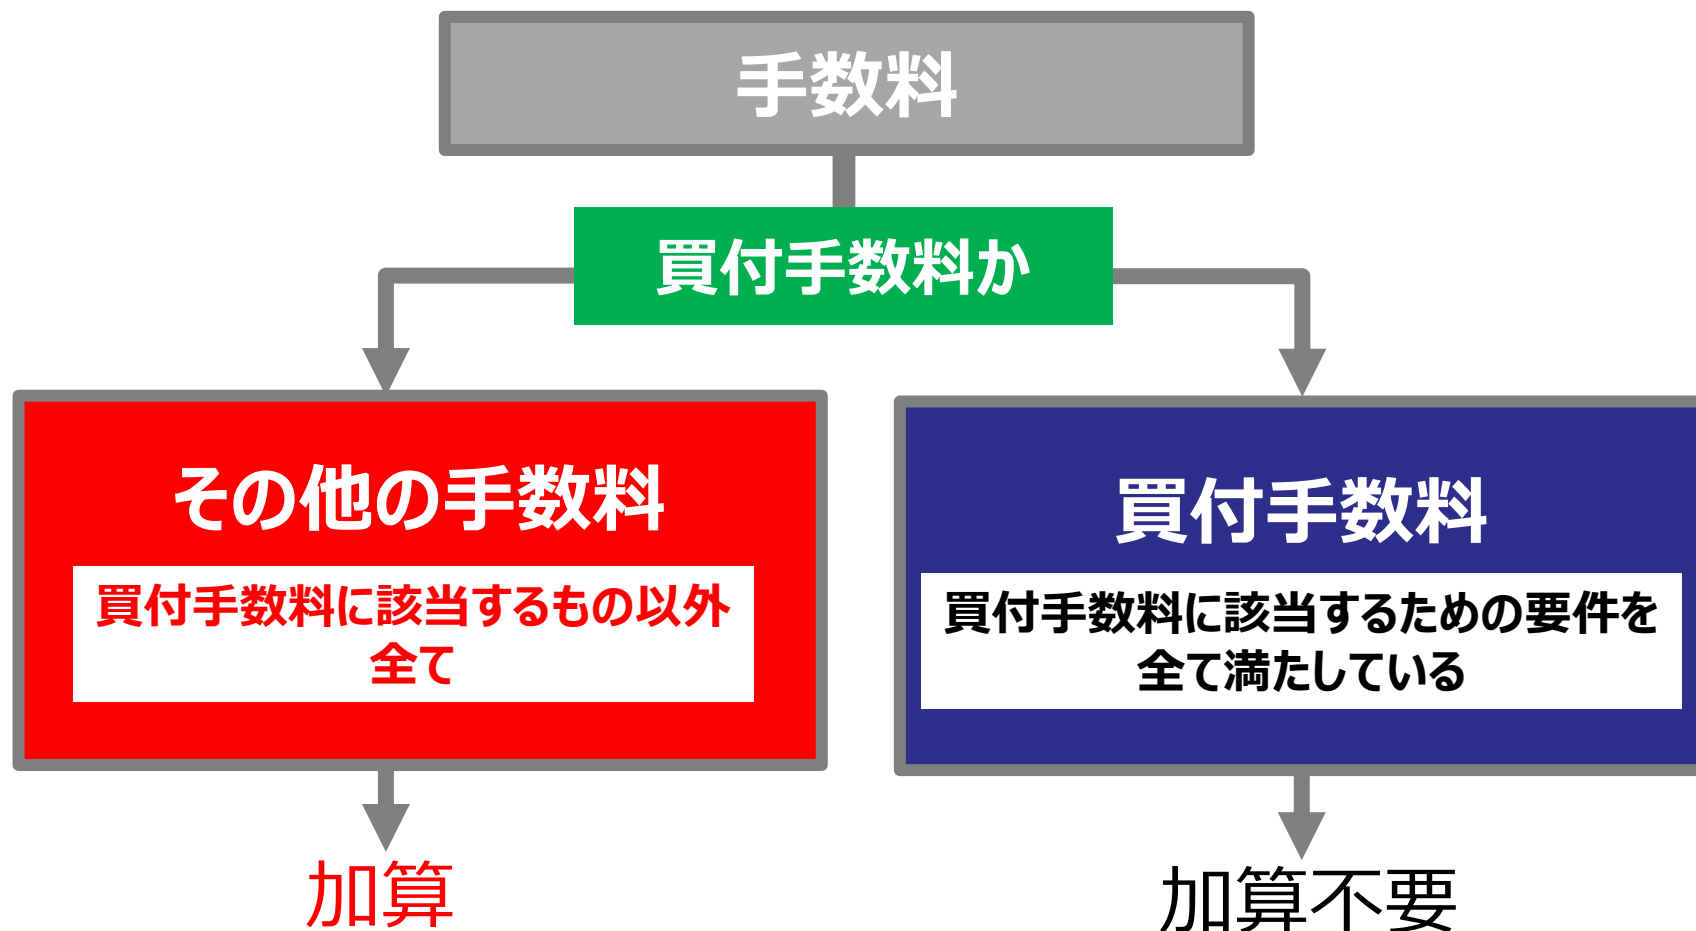 手数料
買付手数料か
その他の手数料
買付手数料に該当するもの以外
全て
加算
買付手数料
買付手数料に該当するための要件を
全て満たしている
加算不要